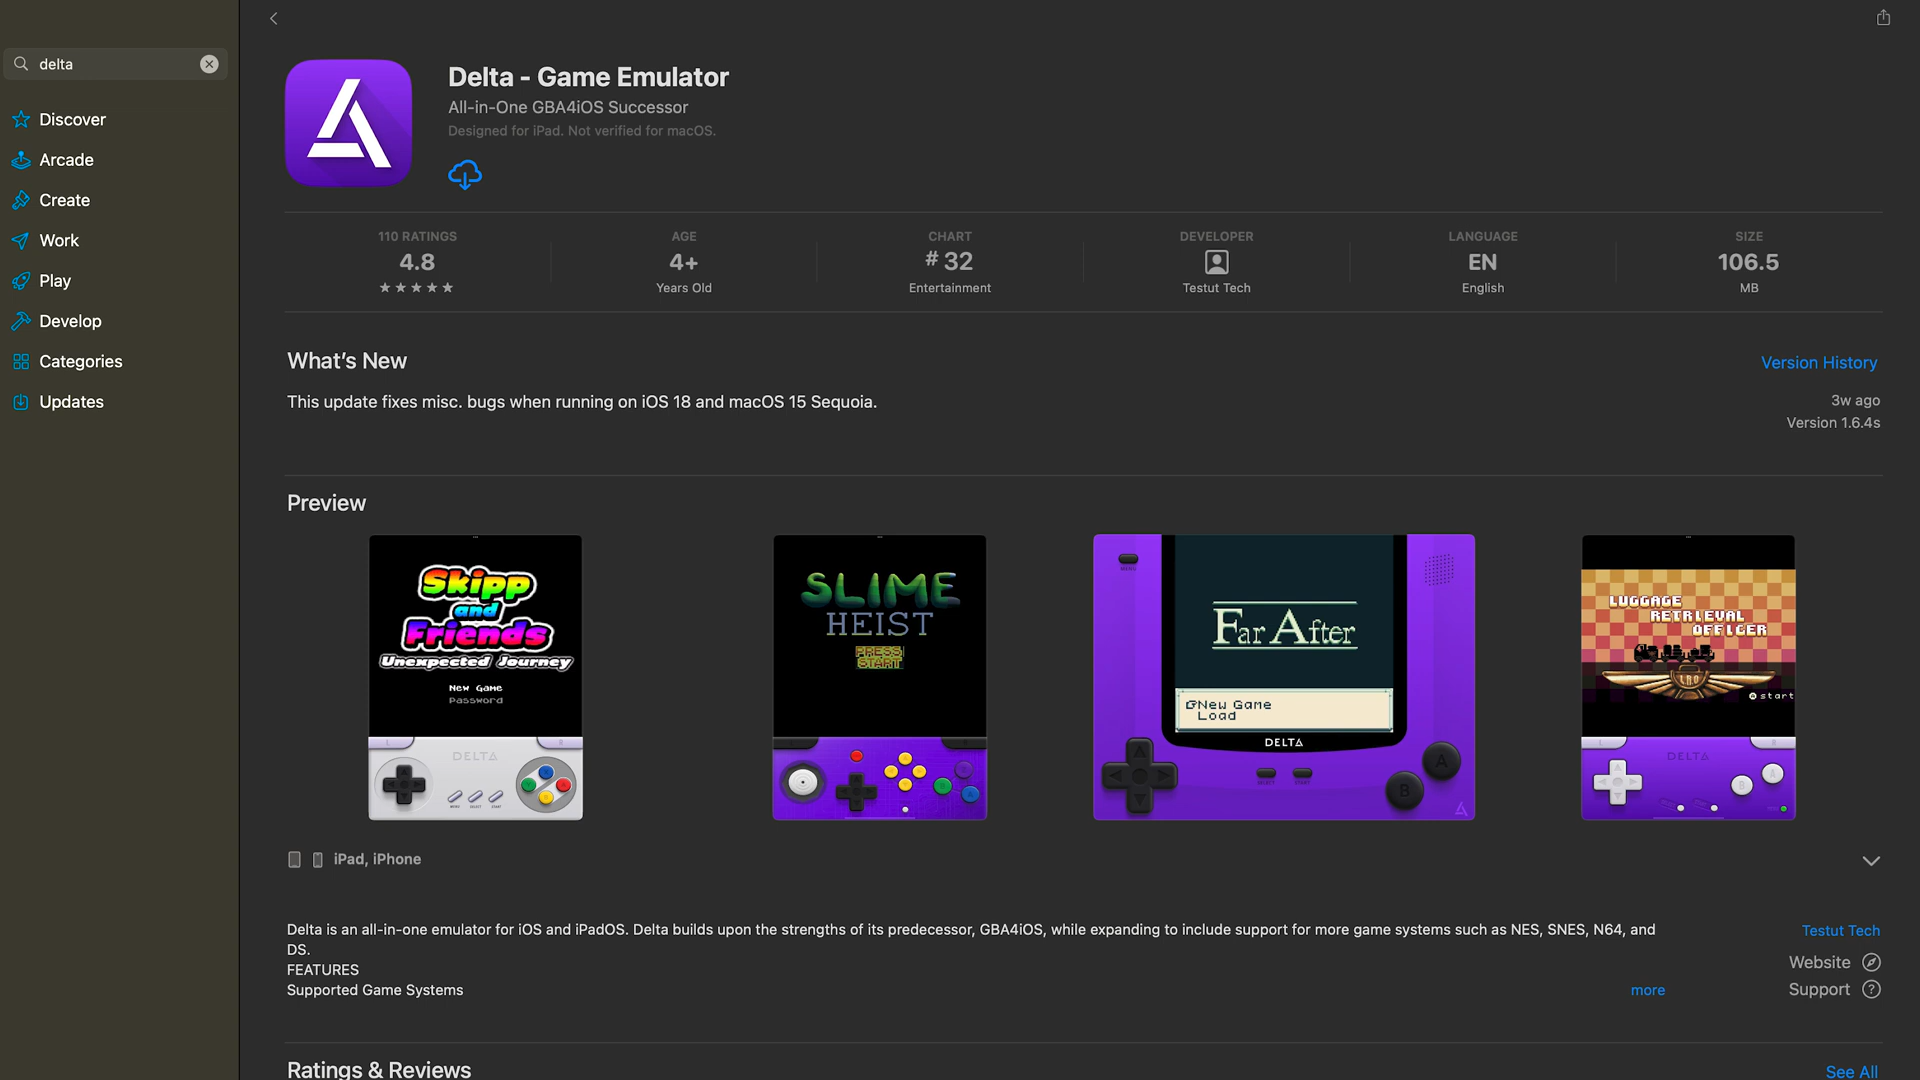 delta
Discover
Arcade
Create
Work
Play
Develop
Categories
Updates
Delta - Game Emulator
All-in-One GBA4iOS Successor
Designed for iPad. Not verified for macOS.
110 RATINGS
4.8
AGE
4+
Years Old
CHART
# 32
Entertainment
DEVELOPER
Testut Tech
LANGUAGE
EN
English
SIZE
106.5
MB
What's New
Version History
This update fixes misc. bugs when running on iOS 18 and macOS 15 Sequoia.
3w ago
Version 1.6.4s
Preview
Skipp
and
Friends
Unexpected Journey
New Game
Password
DELTA
SLIME
HEIST
PRESS
START
MENU
Far After
New Game
Load
DELTA
SELECT
START
A
B
LUGGAGE
RETRIEVAL
OFFICER
LRO
A start
DELTA
A
B
iPad, iPhone
Delta is an all-in-one emulator for iOS and iPadOS. Delta builds upon the strengths of its predecessor, GBA4iOS, while expanding to include support for more game systems such as NES, SNES, N64, and
DS.
FEATURES
Supported Game Systems
more
Testut Tech
Website
Support
Ratings & Reviews
See All